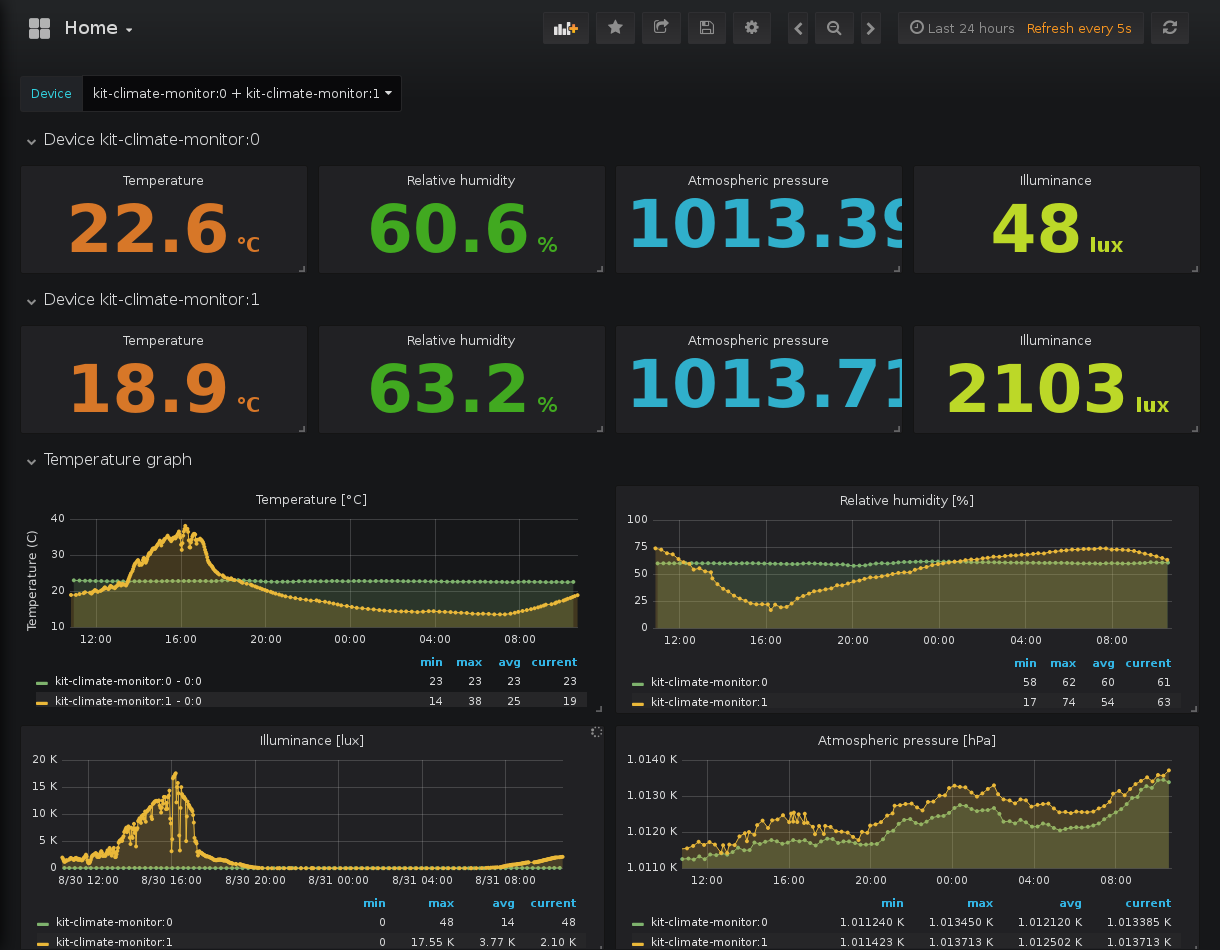 Home
Last 24 hours Refresh every 5s
Device kit-climate-monitor:0 + kit-climate-monitor:1
Device kit-climate-monitor:0
Temperature
22.6 °C
Relative humidity
60.6 %
Atmospheric pressure
1013.39
Illuminance
48 lux
Device kit-climate-monitor:1
Temperature
18.9 °C
Relative humidity
63.2 %
Atmospheric pressure
1013.71
Illuminance
2103 lux
Temperature graph
Temperature [°C]
Temperature (C)
40
30
20
10
12:00 16:00 20:00 00:00 04:00 08:00
min max avg current
kit-climate-monitor:0 - 0:0 23 23 23 23
kit-climate-monitor:1 - 0:0 14 38 25 19
Relative humidity [%]
100
75
50
25
0
12:00 16:00 20:00 00:00 04:00 08:00
min max avg current
kit-climate-monitor:0 58 62 60 61
kit-climate-monitor:1 17 74 54 63
Illuminance [lux]
20 K
15 K
10 K
5 K
0
8/30 12:00 8/30 16:00 8/30 20:00 8/31 00:00 8/31 04:00 8/31 08:00
min max avg current
kit-climate-monitor:0 0 48 14 48
kit-climate-monitor:1 0 17.55 K 3.77 K 2.10 K
Atmospheric pressure [hPa]
1.0140 K
1.0130 K
1.0120 K
1.0110 K
12:00 16:00 20:00 00:00 04:00 08:00
min max avg current
kit-climate-monitor:0 1.011240 K 1.013450 K 1.012120 K 1.013385 K
kit-climate-monitor:1 1.011423 K 1.013713 K 1.012502 K 1.013713 K